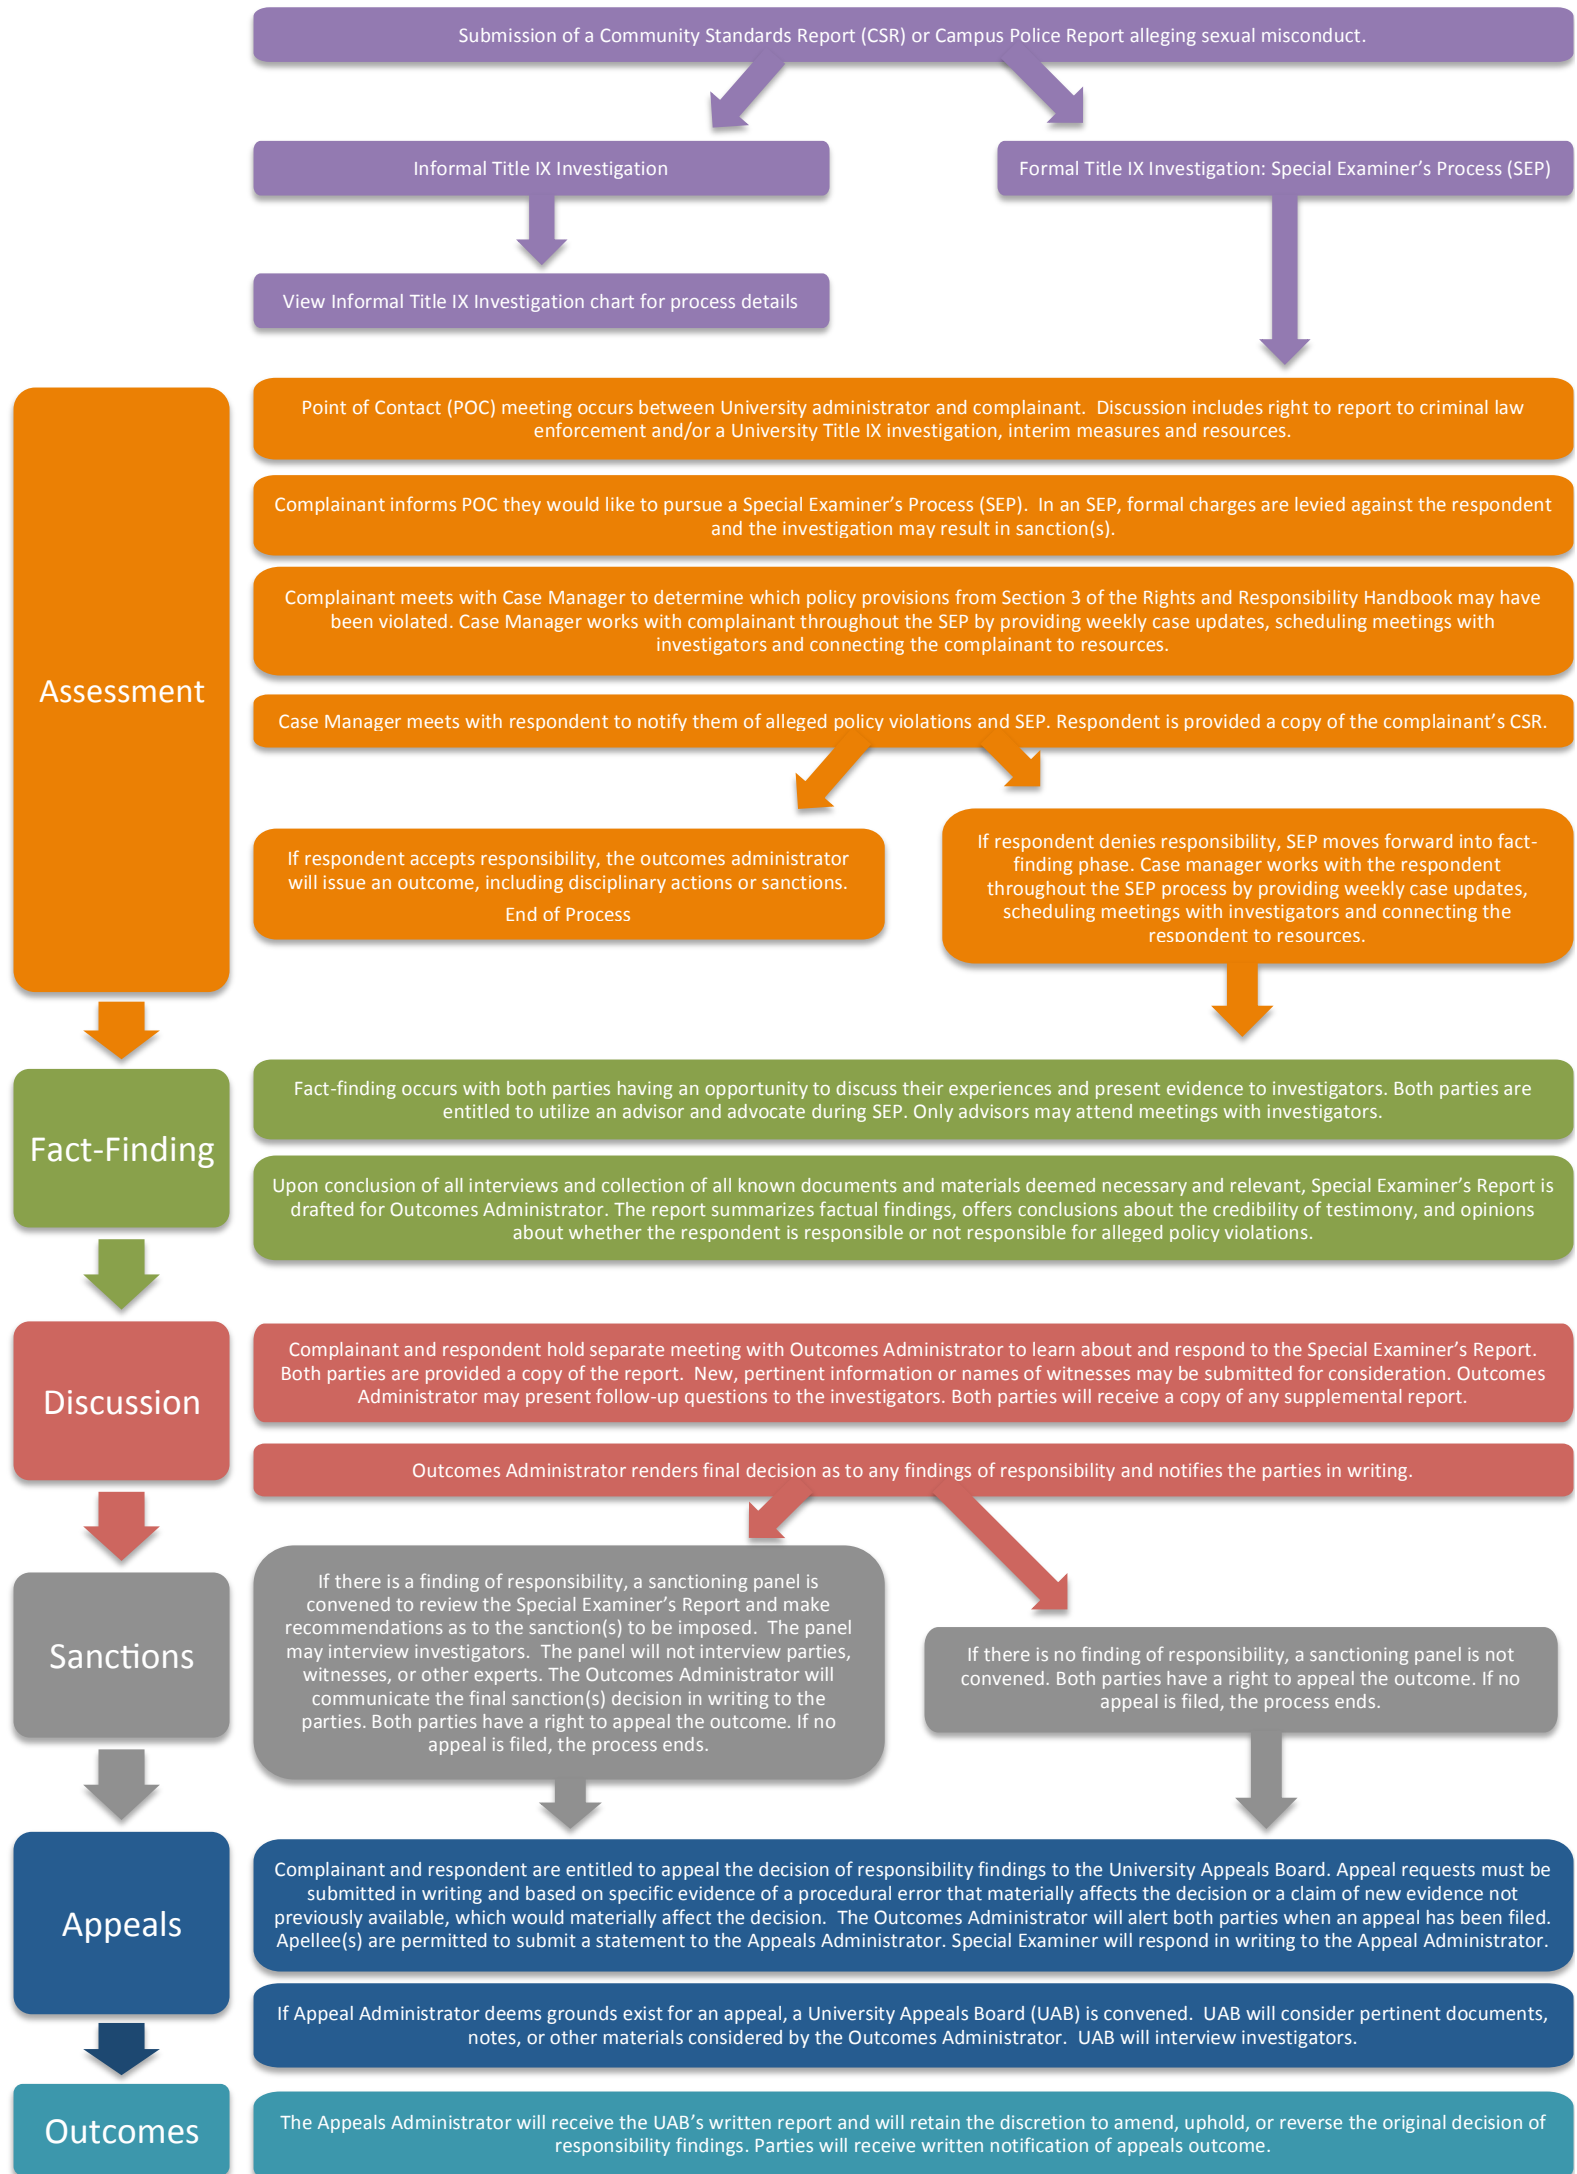 Submission of a Community Standards Report (CSR) or Campus Police Report alleging sexual misconduct.
Informal Title IX Investigation
Formal Title IX Investigation: Special Examiner's Process (SEP)
View Informal Title IX Investigation chart for process details
Assessment
Point of Contact (POC) meeting occurs between University administrator and complainant. Discussion includes right to report to criminal law
enforcement and/or a University Title IX investigation, interim measures and resources.
Complainant informs POC they would like to pursue a Special Examiner's Process (SEP). In an SEP, formal charges are levied against the respondent
and the investigation may result in sanction(s).
Complainant meets with Case Manager to determine which policy provisions from Section 3 of the Rights and Responsibility Handbook may have
been violated. Case Manager works with complainant throughout the SEP by providing weekly case updates, scheduling meetings with
investigators and connecting the complainant to resources.
Case Manager meets with respondent to notify them of alleged policy violations and SEP. Respondent is provided a copy of the complainant's CSR.
If respondent accepts responsibility, the outcomes administrator
will issue an outcome, including disciplinary actions or sanctions.
End of Process
If respondent denies responsibility, SEP moves forward into fact-
finding phase. Case manager works with the respondent
throughout the SEP process by providing weekly case updates,
scheduling meetings with investigators and connecting the
respondent to resources.
Fact-Finding
Fact-finding occurs with both parties having an opportunity to discuss their experiences and present evidence to investigators. Both parties are
entitled to utilize an advisor and advocate during SEP. Only advisors may attend meetings with investigators.
Upon conclusion of all interviews and collection of all known documents and materials deemed necessary and relevant, Special Examiner's Report is
drafted for Outcomes Administrator. The report summarizes factual findings, offers conclusions about the credibility of testimony, and opinions
about whether the respondent is responsible or not responsible for alleged policy violations.
Discussion
Complainant and respondent hold separate meeting with Outcomes Administrator to learn about and respond to the Special Examiner's Report.
Both parties are provided a copy of the report. New, pertinent information or names of witnesses may be submitted for consideration. Outcomes
Administrator may present follow-up questions to the investigators. Both parties will receive a copy of any supplemental report.
Outcomes Administrator renders final decision as to any findings of responsibility and notifies the parties in writing.
Sanctions
If there is a finding of responsibility, a sanctioning panel is
convened to review the Special Examiner's Report and make
recommendations as to the sanction(s) to be imposed. The panel
may interview investigators. The panel will not interview parties,
witnesses, or other experts. The Outcomes Administrator will
communicate the final sanction(s) decision in writing to the
parties. Both parties have a right to appeal the outcome. If no
appeal is filed, the process ends.
If there is no finding of responsibility, a sanctioning panel is not
convened. Both parties have a right to appeal the outcome. If no
appeal is filed, the process ends.
Appeals
Complainant and respondent are entitled to appeal the decision of responsibility findings to the University Appeals Board. Appeal requests must be
submitted in writing and based on specific evidence of a procedural error that materially affects the decision or a claim of new evidence not
previously available, which would materially affect the decision. The Outcomes Administrator will alert both parties when an appeal has been filed.
Apellee(s) are permitted to submit a statement to the Appeals Administrator. Special Examiner will respond in writing to the Appeal Administrator.
If Appeal Administrator deems grounds exist for an appeal, a University Appeals Board (UAB) is convened. UAB will consider pertinent documents,
notes, or other materials considered by the Outcomes Administrator. UAB will interview investigators.
Outcomes
The Appeals Administrator will receive the UAB's written report and will retain the discretion to amend, uphold, or reverse the original decision of
responsibility findings. Parties will receive written notification of appeals outcome.